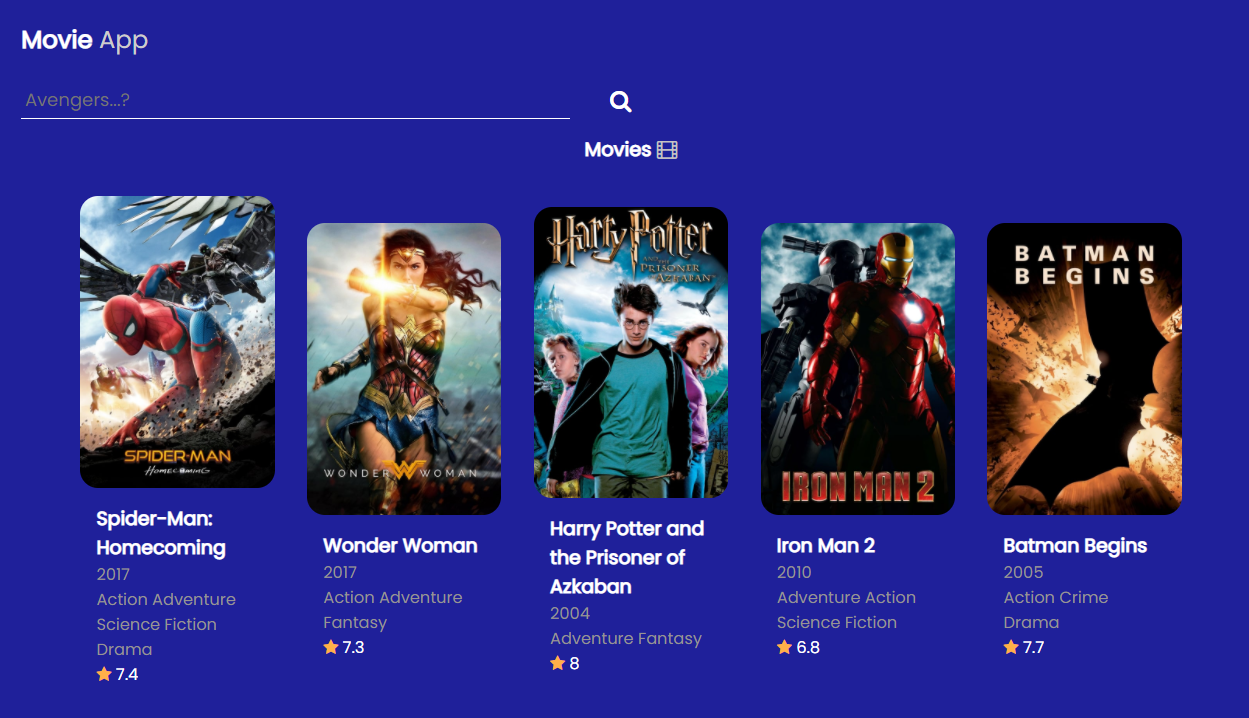 Movie App
Avengers...?
Movies
SPIDER-MAN
HOMECOMING
Spider-Man:
Homecoming
2017
Action Adventure
Science Fiction
Drama
7.4
WONDER WOMAN
Wonder Woman
2017
Action Adventure
Fantasy
7.3
Harry Potter
AND THE
PRISONER
OF AZKABAN
Harry Potter and
the Prisoner of
Azkaban
2004
Adventure Fantasy
8
IRON MAN 2
Iron Man 2
2010
Adventure Action
Science Fiction
6.8
BATMAN
BEGINS
Batman Begins
2005
Action Crime
Drama
7.7